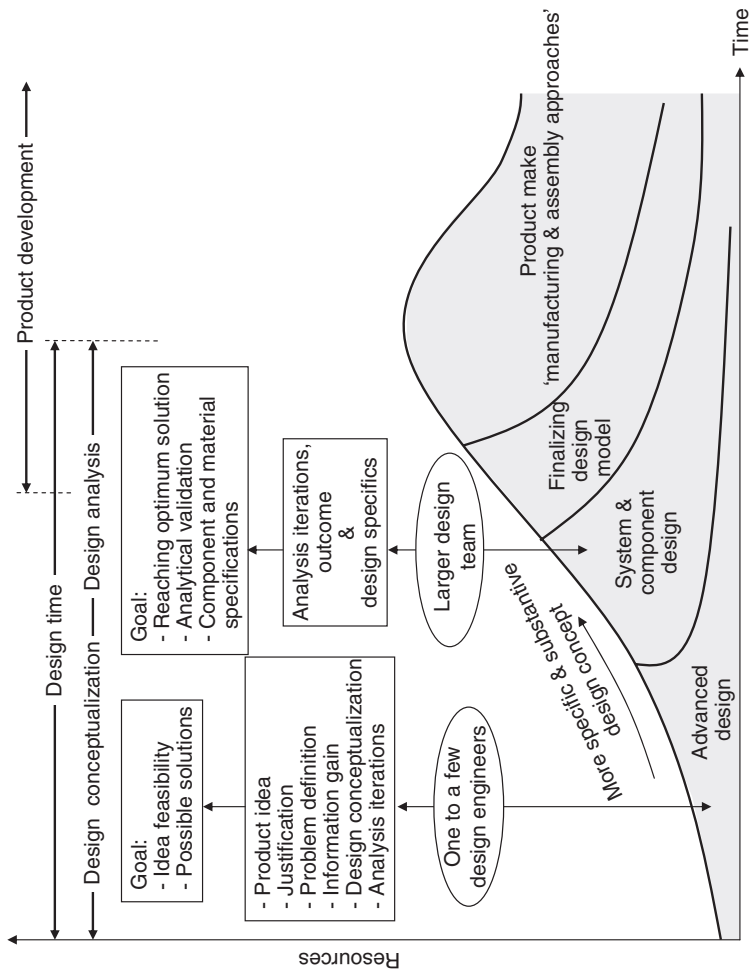 Product development
Design time
Design conceptualization
Design analysis
Goal:
- Idea feasibility
- Possible solutions
Goal:
- Reaching optimum solution
- Analytical validation
- Component and material
specifications
- Product idea
- Justification
- Problem definition
- Information gain
- Design conceptualization
- Analysis iterations
Analysis iterations,
outcome
&
design specifics
One to a few
design engineers
Larger design
team
More specific & substantive
design concept
Resources
Advanced
design
System &
component
design
Finalizing
design
model
Product make
'manufacturing & assembly approaches'
Time